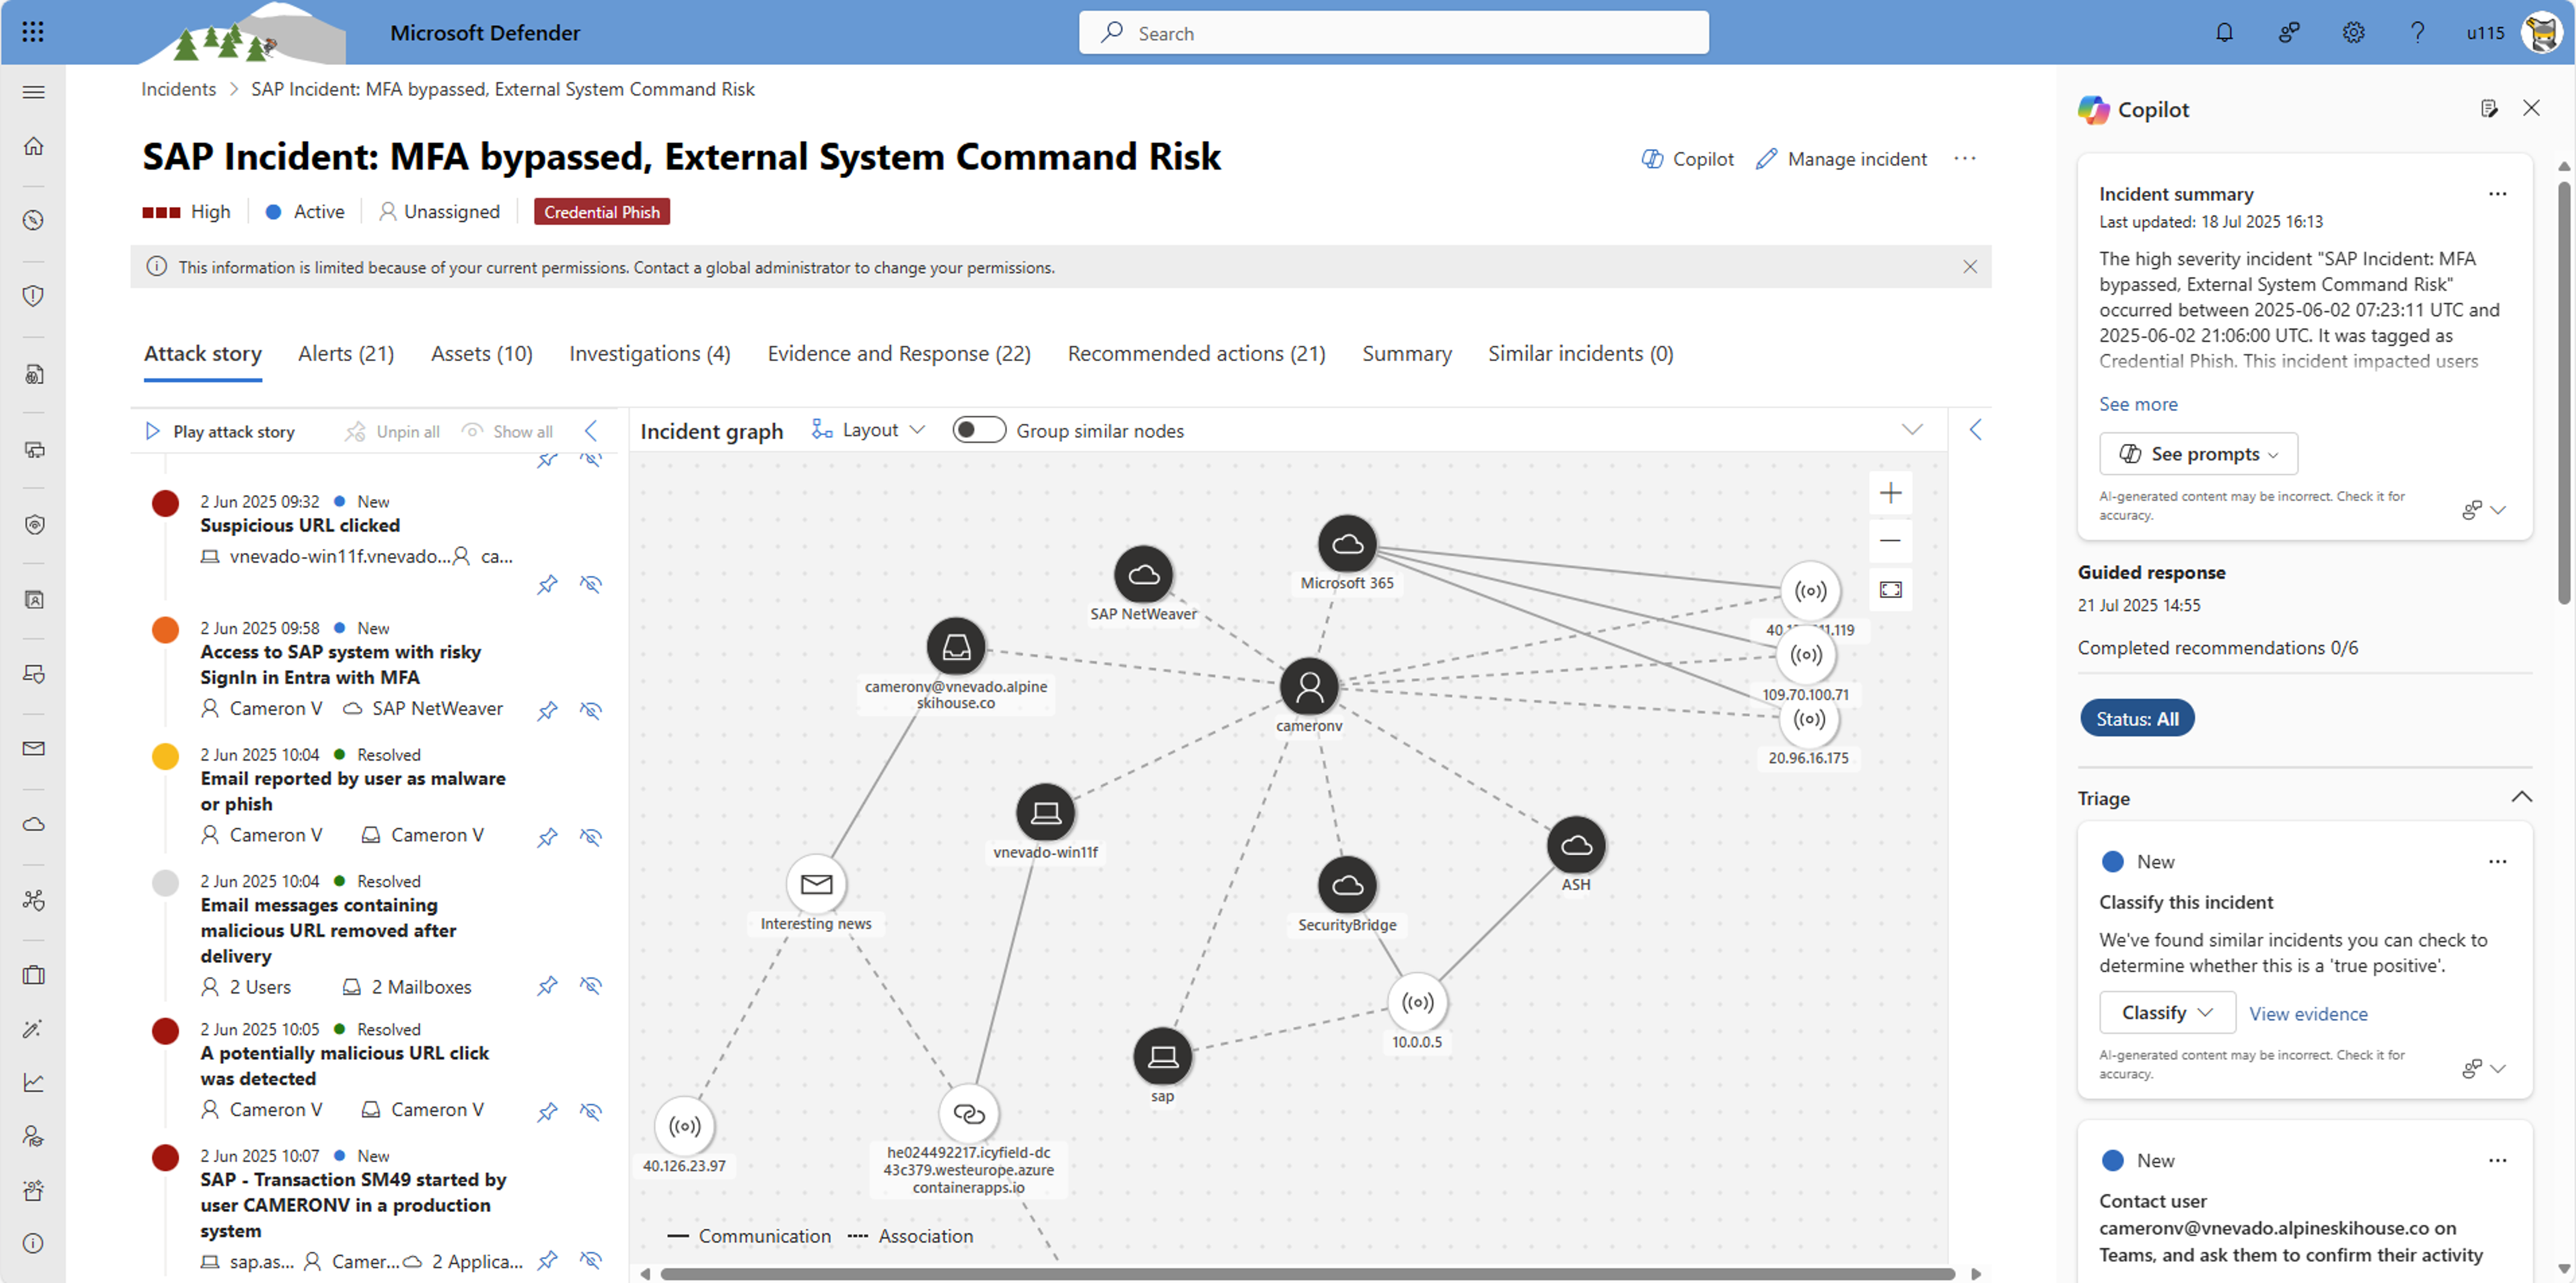 Microsoft Defender
Search
u115
Incidents > SAP Incident: MFA bypassed, External System Command Risk
SAP Incident: MFA bypassed, External System Command Risk
Copilot
Manage incident
High
Active
Unassigned
Credential Phish
This information is limited because of your current permissions. Contact a global administrator to change your permissions.
Attack story
Alerts (21)
Assets (10)
Investigations (4)
Evidence and Response (22)
Recommended actions (21)
Summary
Similar incidents (0)
Play attack story
Unpin all
Show all
2 Jun 2025 09:32 New
Suspicious URL clicked
vnevado-win11f.vnevado... ca...
2 Jun 2025 09:58 New
Access to SAP system with risky
SignIn in Entra with MFA
Cameron V SAP NetWeaver
2 Jun 2025 10:04 Resolved
Email reported by user as malware
or phish
Cameron V Cameron V
2 Jun 2025 10:04 Resolved
Email messages containing
malicious URL removed after
delivery
2 Users 2 Mailboxes
2 Jun 2025 10:05 Resolved
A potentially malicious URL click
was detected
Cameron V Cameron V
2 Jun 2025 10:07 New
SAP - Transaction SM49 started by
user CAMERONV in a production
system
sap.as... Camer... 2 Applica...
Incident graph
Layout
Group similar nodes
Microsoft 365
SAP NetWeaver
cameronv@vnevado.alpine
skihouse.co
cameronv
109.70.100.71
20.96.16.175
vnevado-win11f
ASH
Interesting news
SecurityBridge
10.0.0.5
sap
40.126.23.97
he024492217.icyfield-dc
43c379.westeurope.azure
containerapps.io
Communication
Association
Copilot
Incident summary
Last updated: 18 Jul 2025 16:13
The high severity incident "SAP Incident: MFA
bypassed, External System Command Risk"
occurred between 2025-06-02 07:23:11 UTC and
2025-06-02 21:06:00 UTC. It was tagged as
Credential Phish. This incident impacted users
See more
See prompts
AI-generated content may be incorrect. Check it for
accuracy.
Guided response
21 Jul 2025 14:55
Completed recommendations 0/6
Status: All
Triage
New
Classify this incident
We've found similar incidents you can check to
determine whether this is a 'true positive'.
Classify
View evidence
AI-generated content may be incorrect. Check it for
accuracy.
New
Contact user
cameronv@vnevado.alpineskihouse.co on
Teams, and ask them to confirm their activity